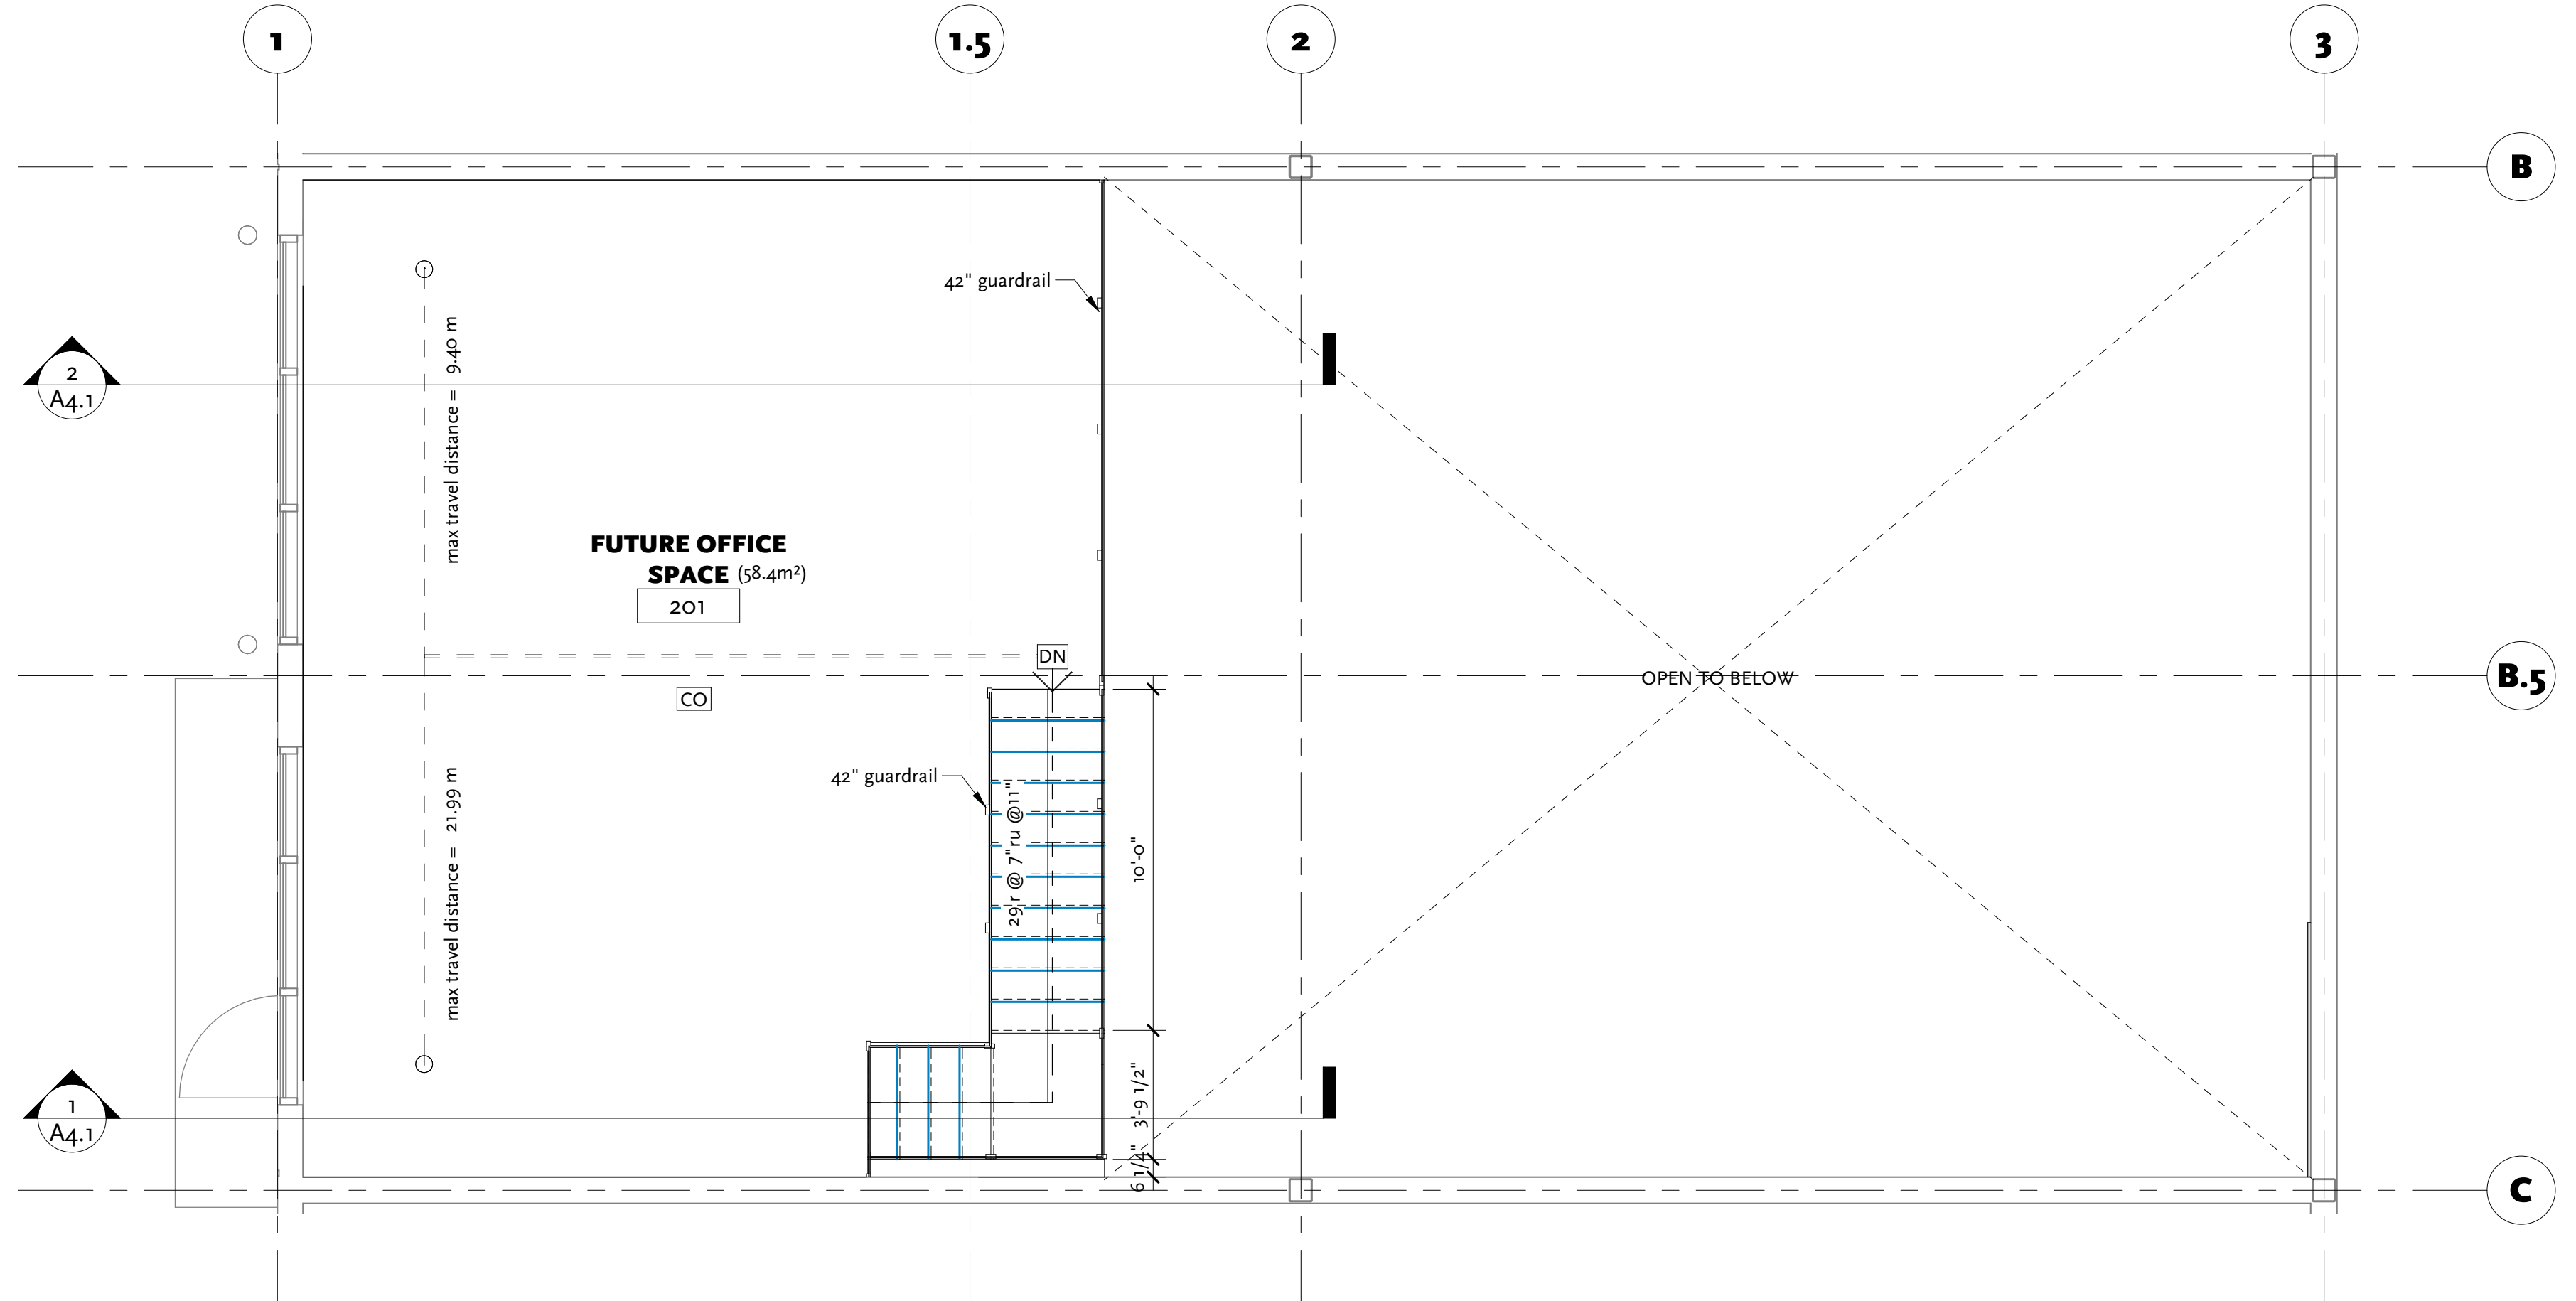 1
1.5
2
3
B
42" guardrail
max travel distance = 9.40 m
2
A4.1
FUTURE OFFICE
SPACE (58.4m²)
201
DN
OPEN TO BELOW
B.5
CO
42" guardrail
max travel distance = 21.99 m
29 r @ 7"ru @11"
10'-0"
3'-9 1/2"
1
A4.1
6 1/4"
C